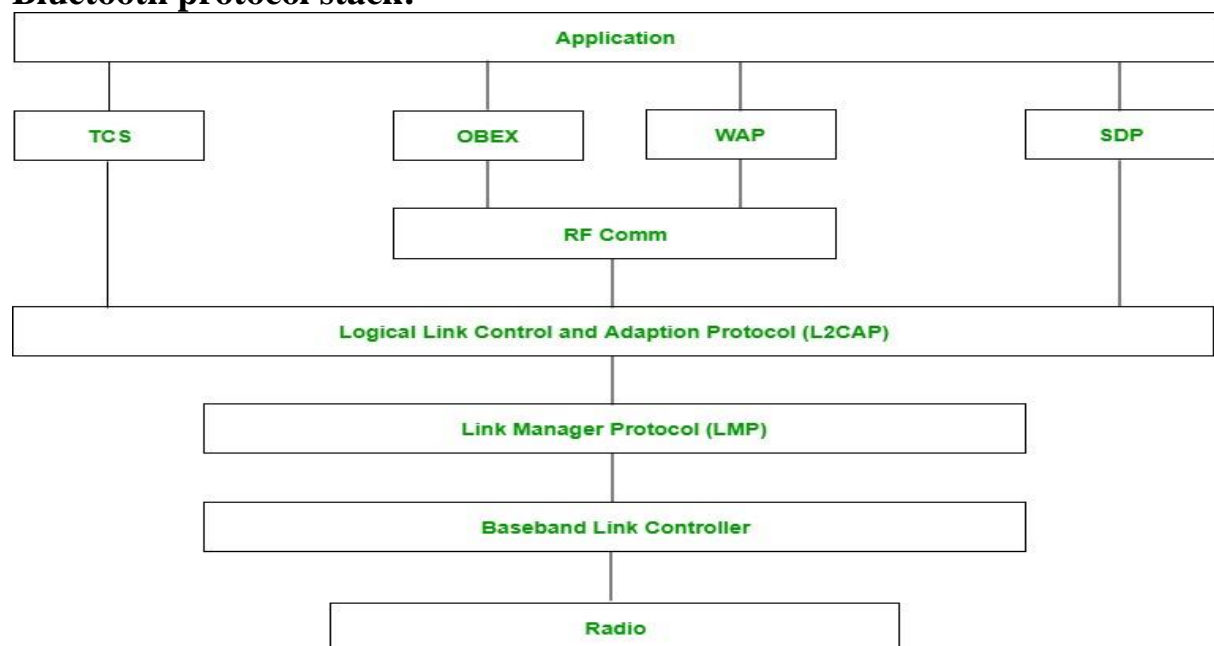 Bluetooth protocol stack:
Application
TCS OBEX WAP SDP
RF Comm
Logical Link Control and Adaption Protocol (L2CAP)
Link Manager Protocol (LMP)
Baseband Link Controller
Radio